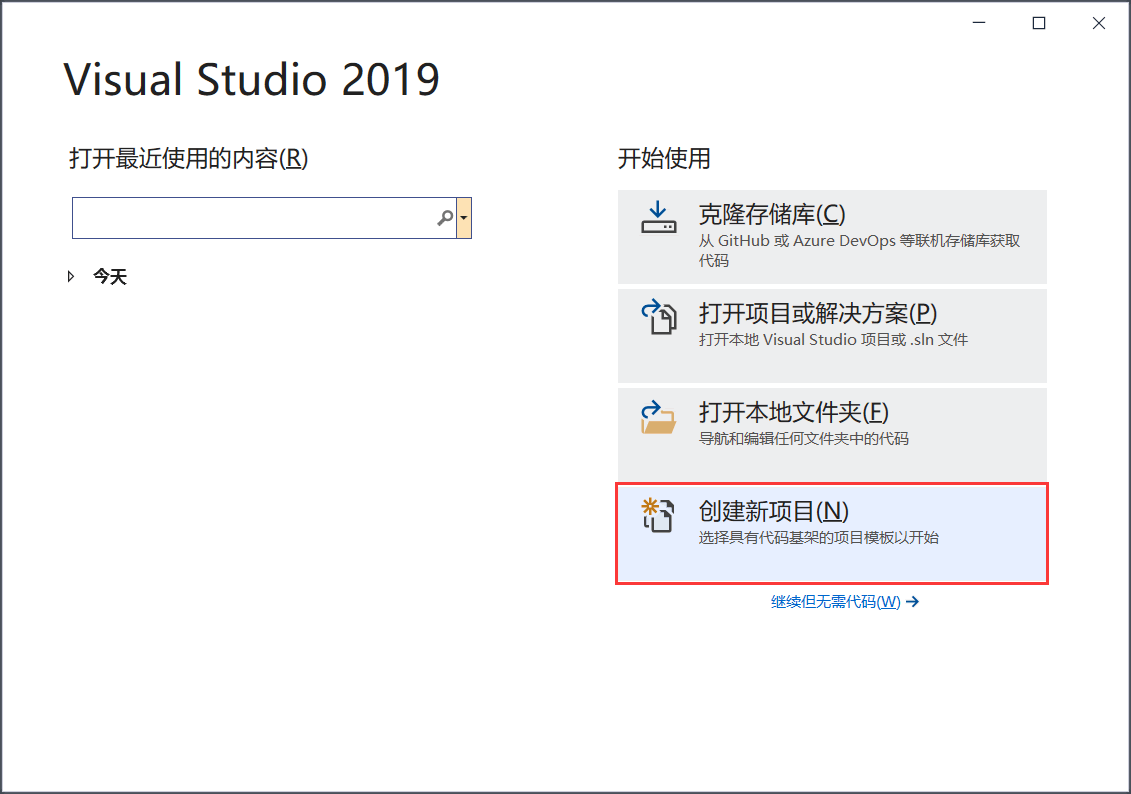 Visual Studio 2019
打开最近使用的内容(R)
今天
开始使用
克隆存储库(C)
从 GitHub 或 Azure DevOps 等联机存储库获取
代码
打开项目或解决方案(P)
打开本地 Visual Studio 项目或 .sln 文件
打开本地文件夹(F)
导航和编辑任何文件夹中的代码
创建新项目(N)
选择具有代码基架的项目模板以开始
继续但无需代码(W)